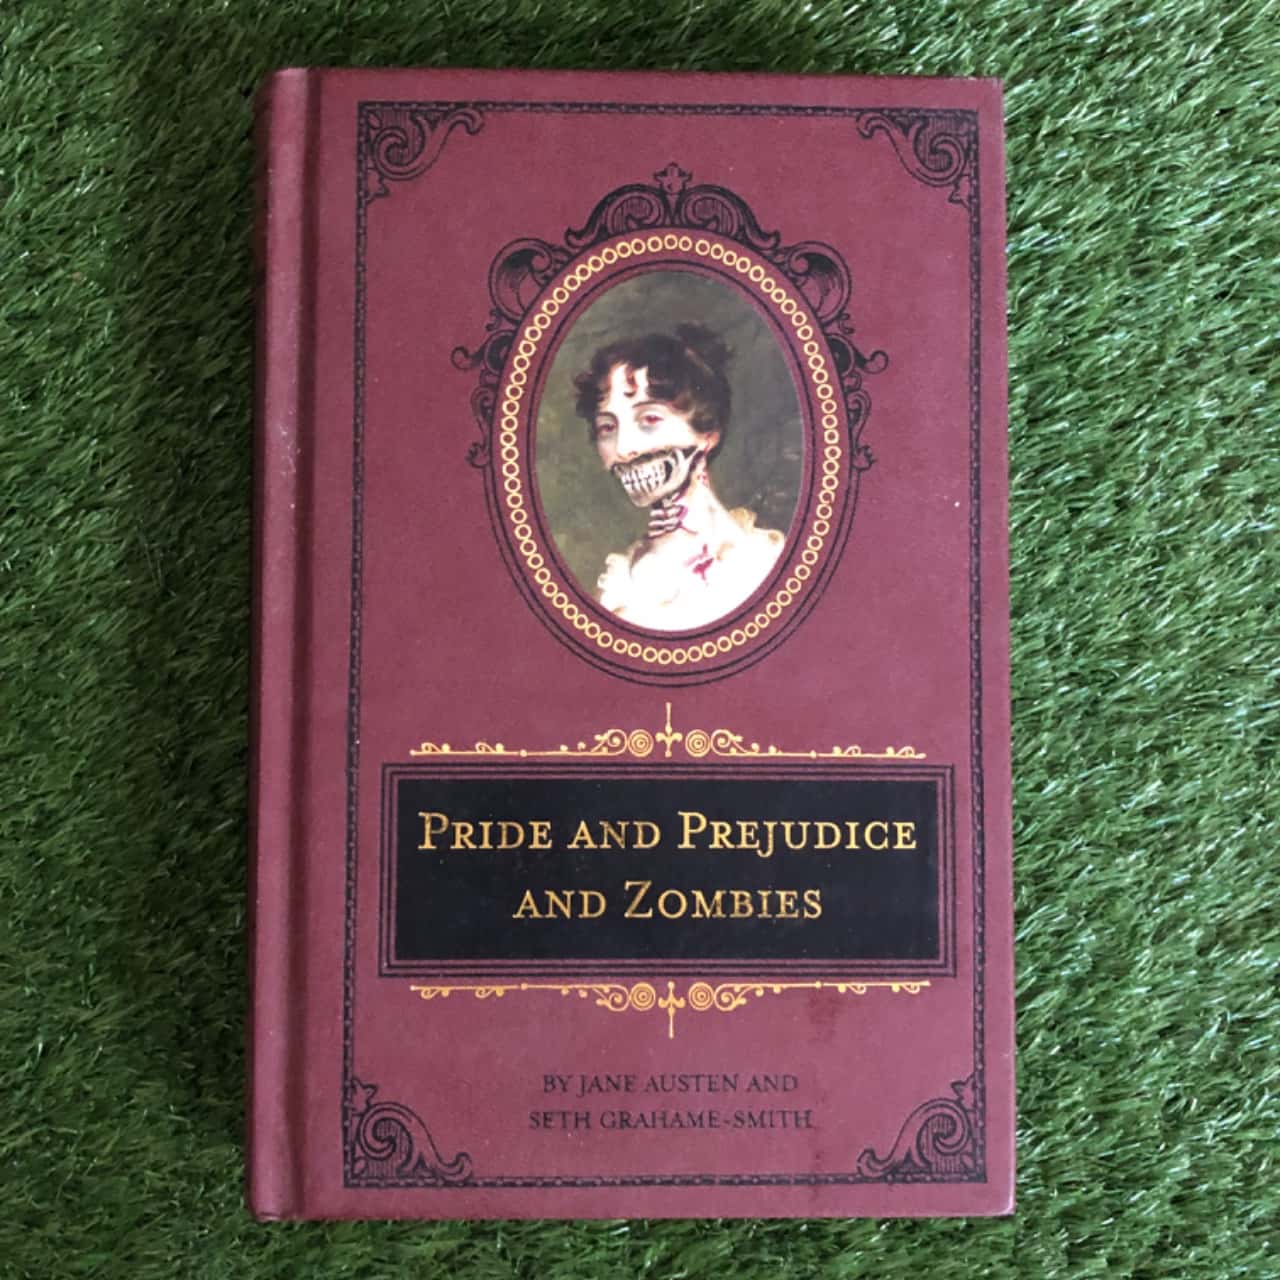 PRIDE AND PREJUDICE
AND ZOMBIES
BY JANE AUSTEN AND
SETH GRAHAME-SMITH